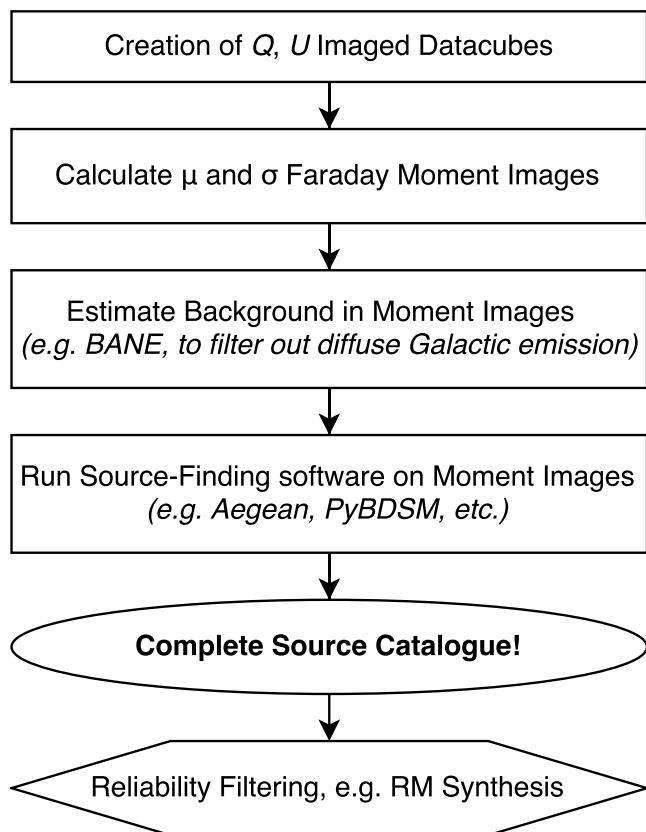 Creation of Q, U Imaged Datacubes
Calculate μ and σ Faraday Moment Images
Estimate Background in Moment Images
(e.g. BANE, to filter out diffuse Galactic emission)
Run Source-Finding software on Moment Images
(e.g. Aegean, PyBDSM, etc.)
Complete Source Catalogue!
Reliability Filtering, e.g. RM Synthesis